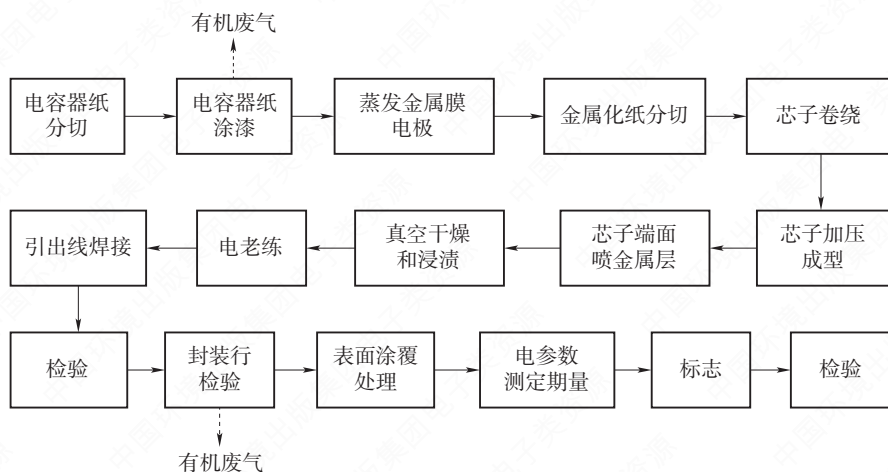 有机废气
电容器纸
分切
电容器纸
涂漆
蒸发金属膜
电极
金属化纸分切
芯子卷绕
引出线焊接
电老练
真空干燥
和浸渍
芯子端面
喷金属层
芯子加压
成型
检验
封装行
检验
表面涂覆
处理
电参数
测定期量
标志
检验
有机废气